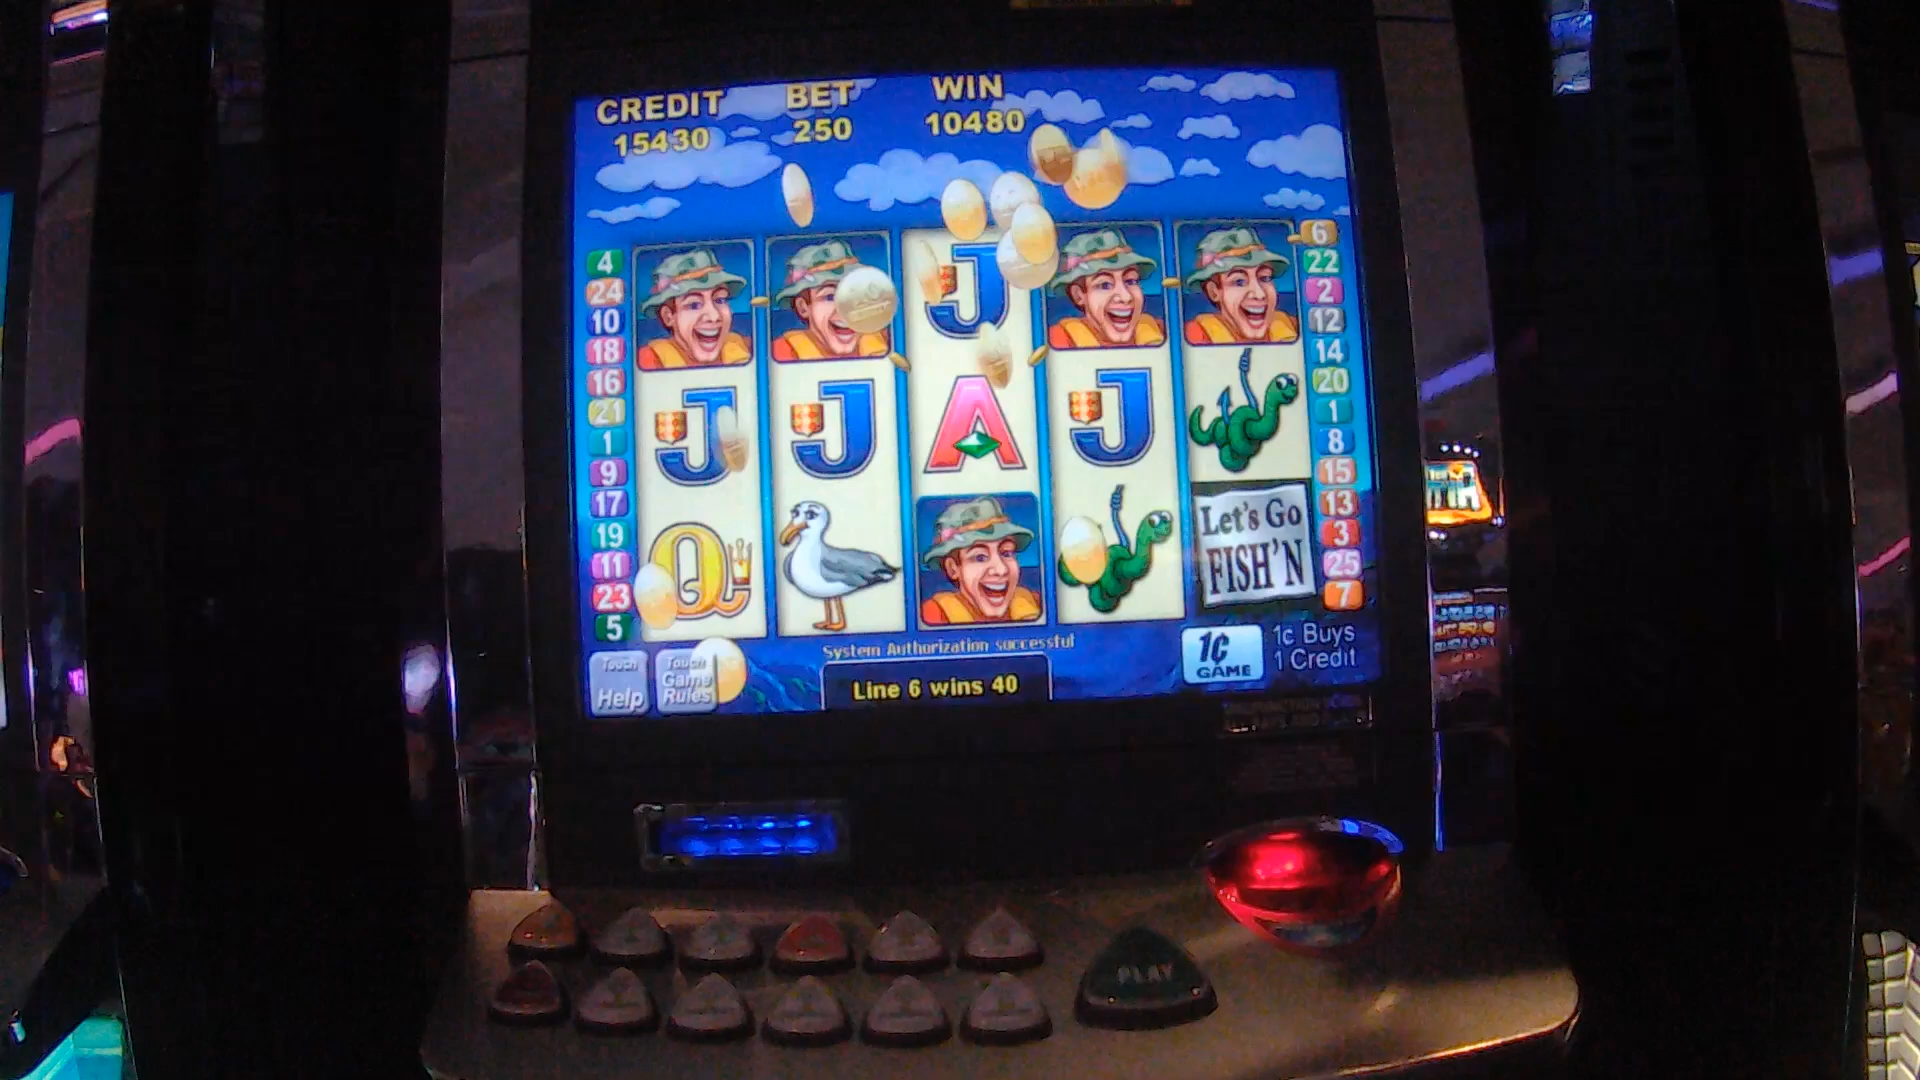 CREDIT BET WIN
15430 250 10480
4 6
24 22
10 2
18 12
16 14
21 20
1 1
9 8
17 15
19 13
11 3
23 25
5 7
J
J J A J
Q
Let's Go
FISH'N
System Authorization successful
Line 6 wins 40
Touch
Help
Touch
Game
Rules
1¢
GAME
1¢ Buys
1 Credit
PLAY